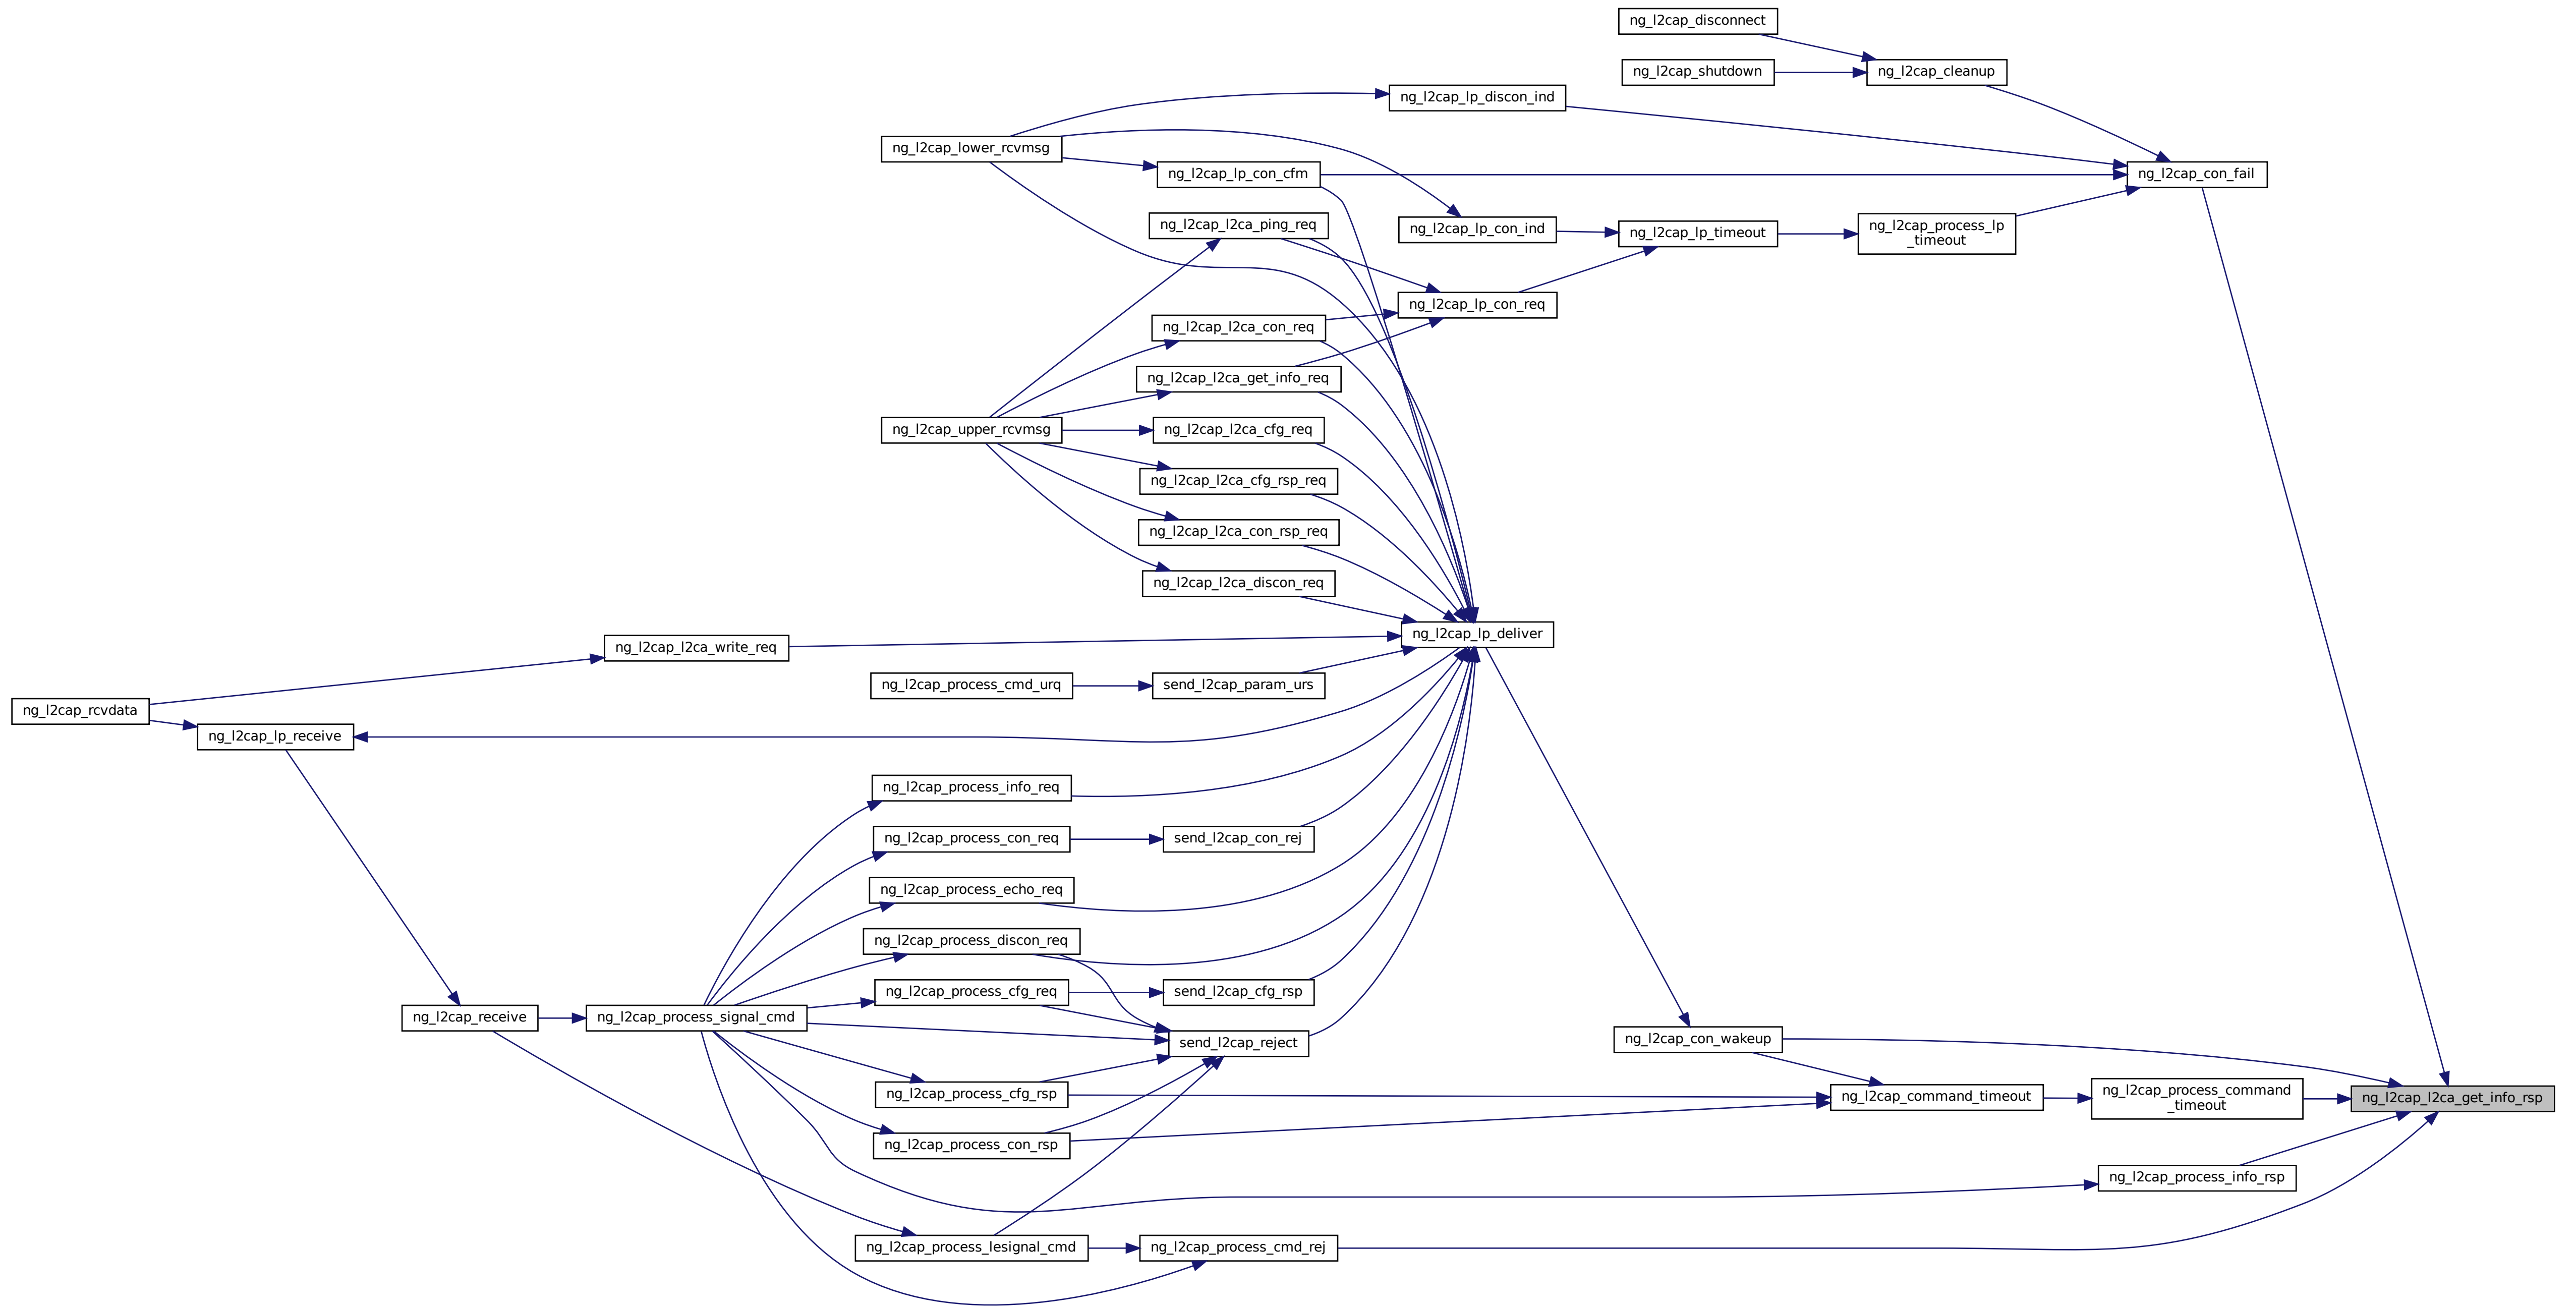 ng_l2cap_disconnect
ng_l2cap_shutdown
ng_l2cap_cleanup
ng_l2cap_lp_discon_ind
ng_l2cap_lower_rcvmsg
ng_l2cap_lp_con_cfm
ng_l2cap_con_fail
ng_l2cap_l2ca_ping_req
ng_l2cap_lp_con_ind
ng_l2cap_lp_timeout
ng_l2cap_process_lp
_timeout
ng_l2cap_lp_con_req
ng_l2cap_l2ca_con_req
ng_l2cap_l2ca_get_info_req
ng_l2cap_upper_rcvmsg
ng_l2cap_l2ca_cfg_req
ng_l2cap_l2ca_cfg_rsp_req
ng_l2cap_l2ca_con_rsp_req
ng_l2cap_l2ca_discon_req
ng_l2cap_lp_deliver
ng_l2cap_l2ca_write_req
ng_l2cap_process_cmd_urq
send_l2cap_param_urs
ng_l2cap_rcvdata
ng_l2cap_lp_receive
ng_l2cap_process_info_req
ng_l2cap_process_con_req
send_l2cap_con_rej
ng_l2cap_process_echo_req
ng_l2cap_process_discon_req
ng_l2cap_process_cfg_req
send_l2cap_cfg_rsp
ng_l2cap_receive
ng_l2cap_process_signal_cmd
send_l2cap_reject
ng_l2cap_con_wakeup
ng_l2cap_process_cfg_rsp
ng_l2cap_command_timeout
ng_l2cap_process_command
_timeout
ng_l2cap_l2ca_get_info_rsp
ng_l2cap_process_con_rsp
ng_l2cap_process_info_rsp
ng_l2cap_process_lesignal_cmd
ng_l2cap_process_cmd_rej